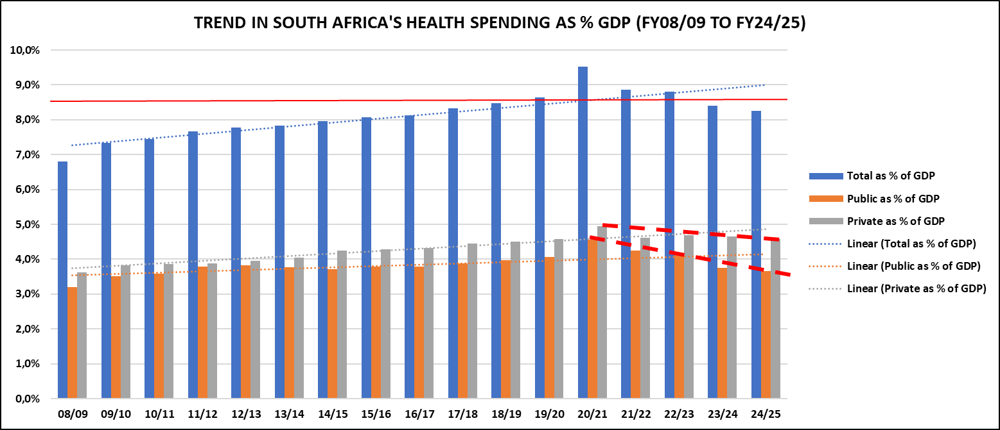 TREND IN SOUTH AFRICA'S HEALTH SPENDING AS % GDP (FY08/09 TO FY24/25)
10,0%
9,0%
8,0%
7,0%
6,0%
5,0%
4,0%
3,0%
2,0%
1,0%
0,0%
08/09 09/10 10/11 11/12 12/13 13/14 14/15 15/16 16/17 17/18 18/19 19/20 20/21 21/22 22/23 23/24 24/25
Total as % of GDP
Public as % of GDP
Private as % of GDP
Linear (Total as % of GDP)
Linear (Public as % of GDP)
Linear (Private as % of GDP)